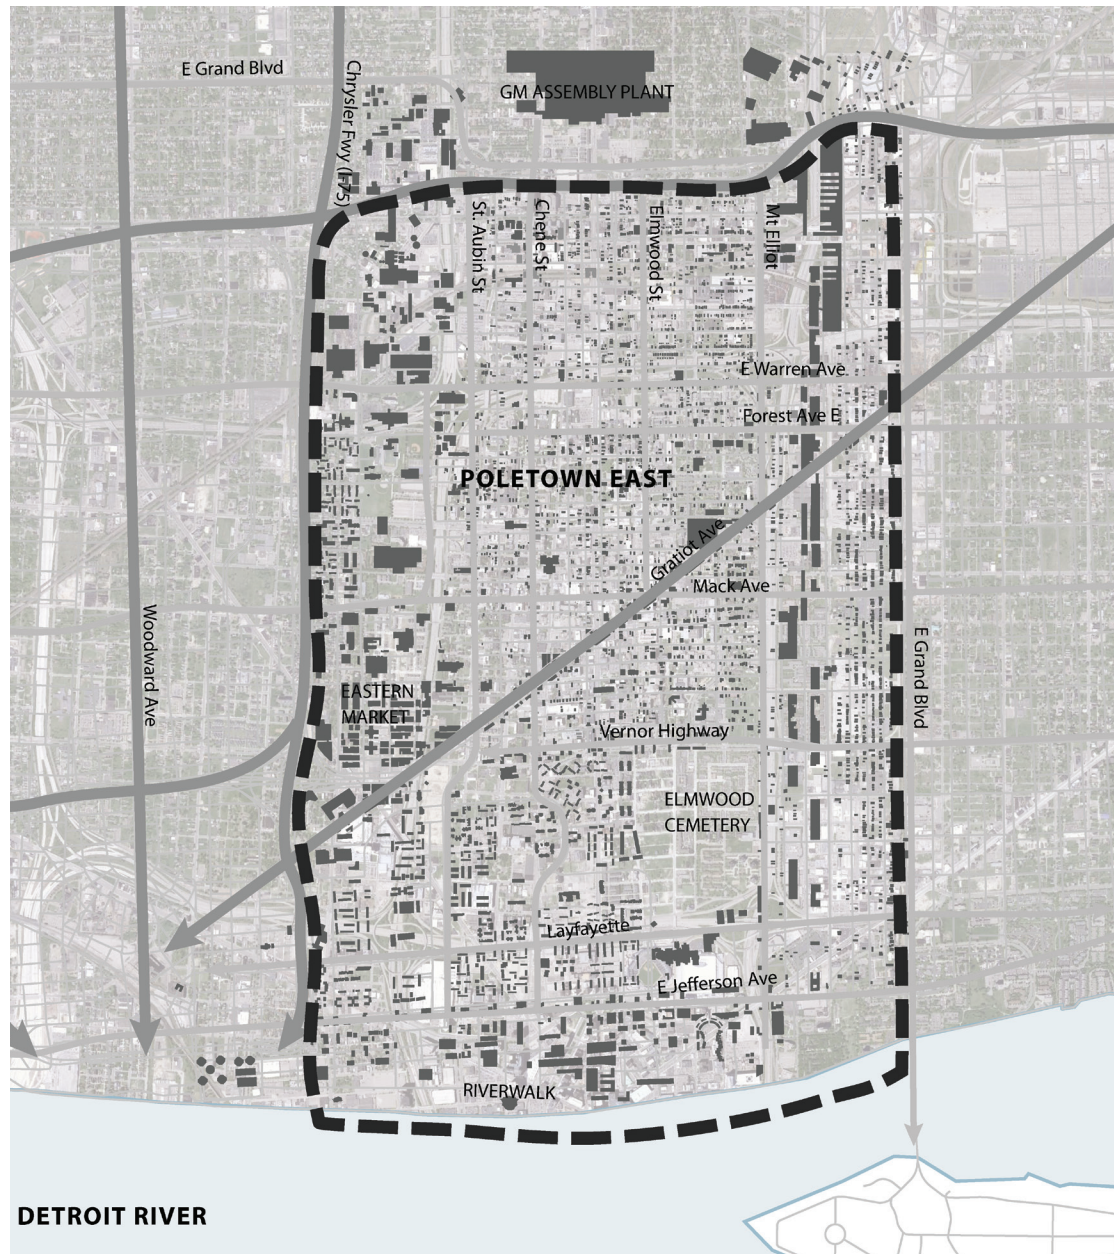 E Grand Blvd
Chrysler Fwy (I-75)
GM ASSEMBLY PLANT
St. Aubin St
Chene St
Elmwood St
Mt Elliot
E Warren Ave
Forest Ave E
POLETOWN EAST
Gratiot Ave
Mack Ave
Woodward Ave
E Grand Blvd
EASTERN
MARKET
Vernor Highway
ELMWOOD
CEMETERY
Layfayette
E Jefferson Ave
RIVERWALK
DETROIT RIVER